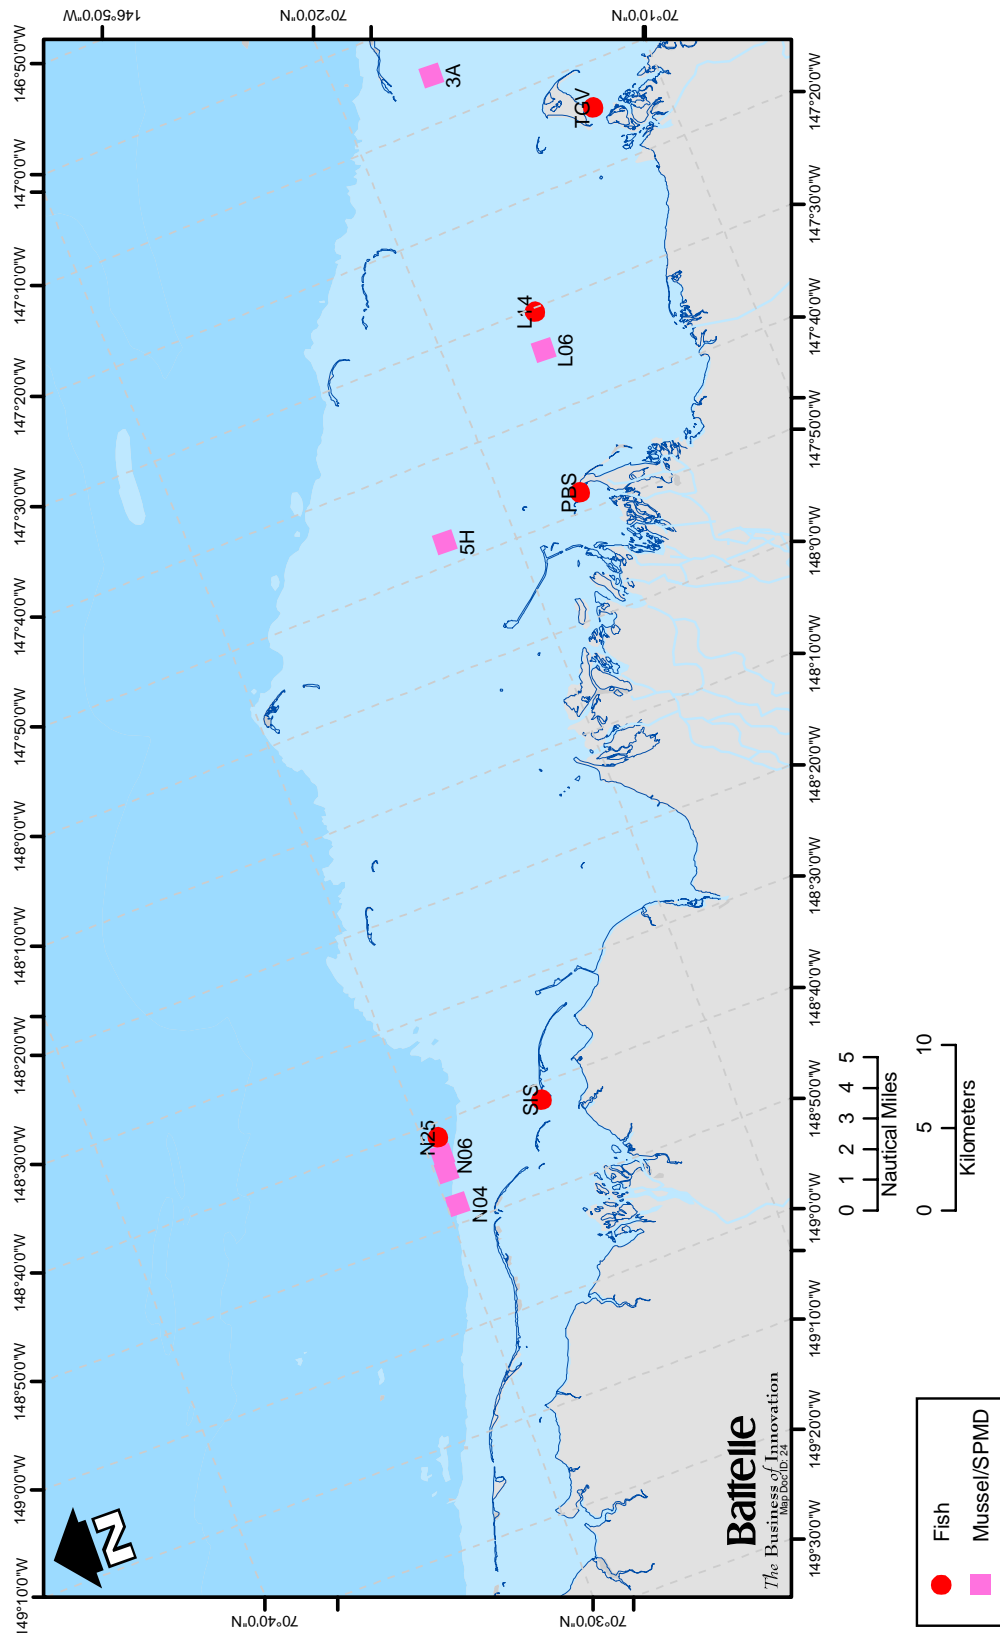 149°10'0"W
149°0'0"W
148°50'0"W
148°40'0"W
148°30'0"W
148°20'0"W
148°10'0"W
148°0'0"W
147°50'0"W
147°40'0"W
147°30'0"W
147°20'0"W
147°10'0"W
147°0'0"W
146°50'0"W
146°50'0"W
70°20'0"N
70°10'0"N
70°40'0"N
70°30'0"N
N
N25
N06
N04
5H
3A
SIS
PBS
L06
TGV
Battelle
The Business of Innovation
Map Doc ID: 24
149°30'0"W
149°20'0"W
149°10'0"W
149°0'0"W
148°50'0"W
148°40'0"W
148°30'0"W
148°20'0"W
148°10'0"W
148°0'0"W
147°50'0"W
147°40'0"W
147°30'0"W
147°20'0"W
0 1 2 3 4 5
Nautical Miles
0 5 10
Kilometers
Fish
Mussel/SPMD